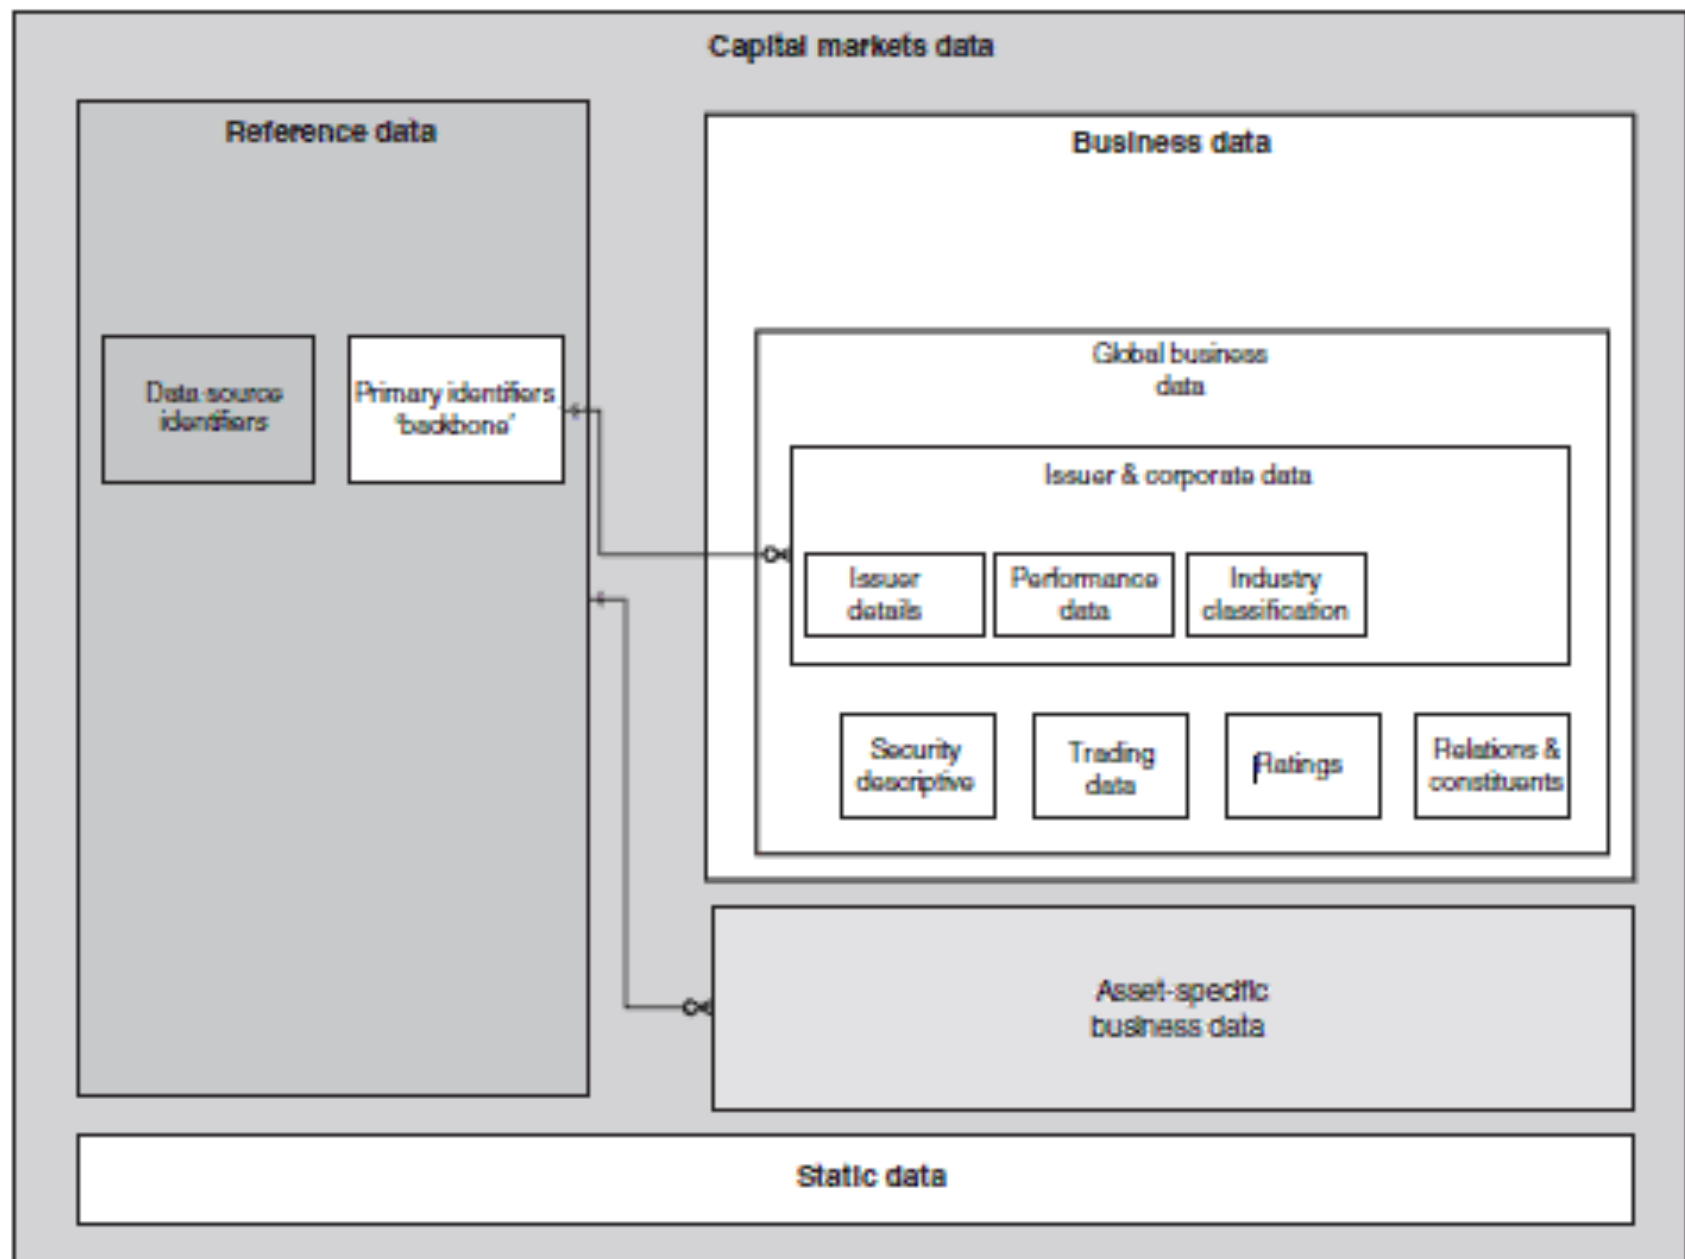 Capital markets data
Reference data
Business data
Data source
identifiers
Primary identifiers
'backbone'
Global business
data
Issuer & corporate data
Issuer
details
Performance
data
Industry
classification
Security
descriptive
Trading
data
Ratings
Relations &
constituents
Asset-specific
business data
Static data